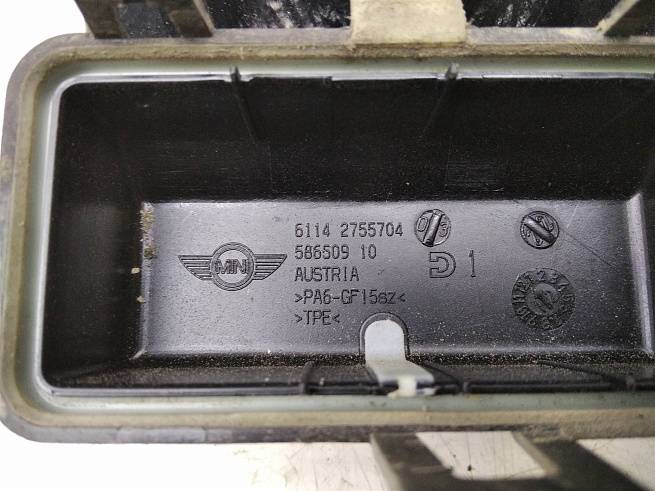 6114 2755704
586509 10
MINI
AUSTRIA
D 1
>PA6-GF15sz<
>TPE<